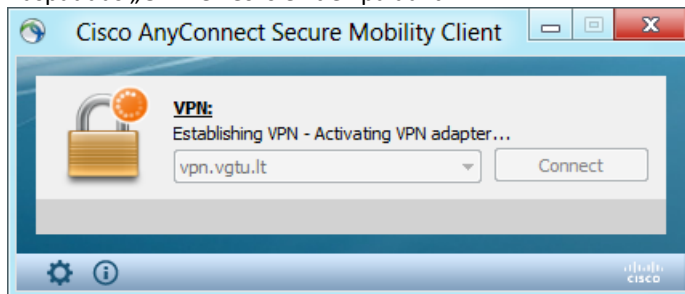 Cisco AnyConnect Secure Mobility Client
VPN:
Establishing VPN - Activating VPN adapter...
vpn.vgtu.lt
Connect
cisco